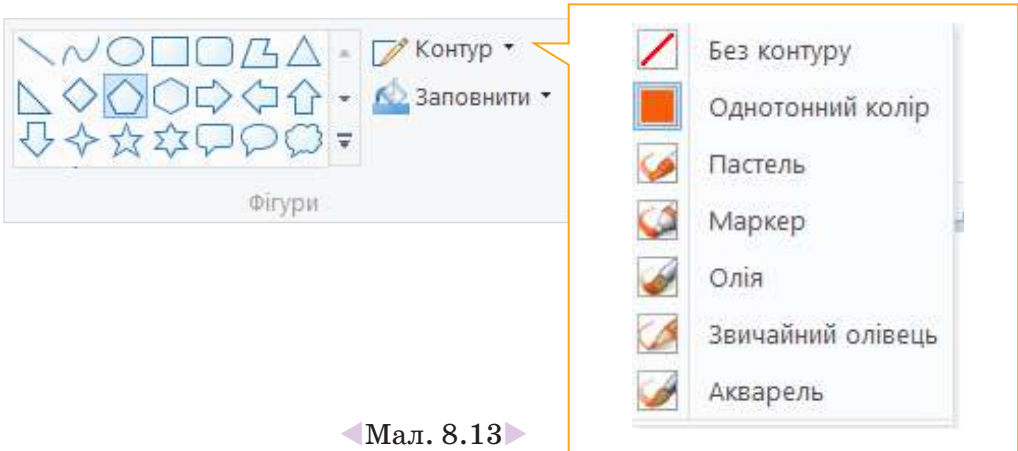 Контур
Заповнити
Фігури
Без контуру
Однотонний колір
Пастель
Маркер
Олія
Звичайний олівець
Акварель
Мал. 8.13